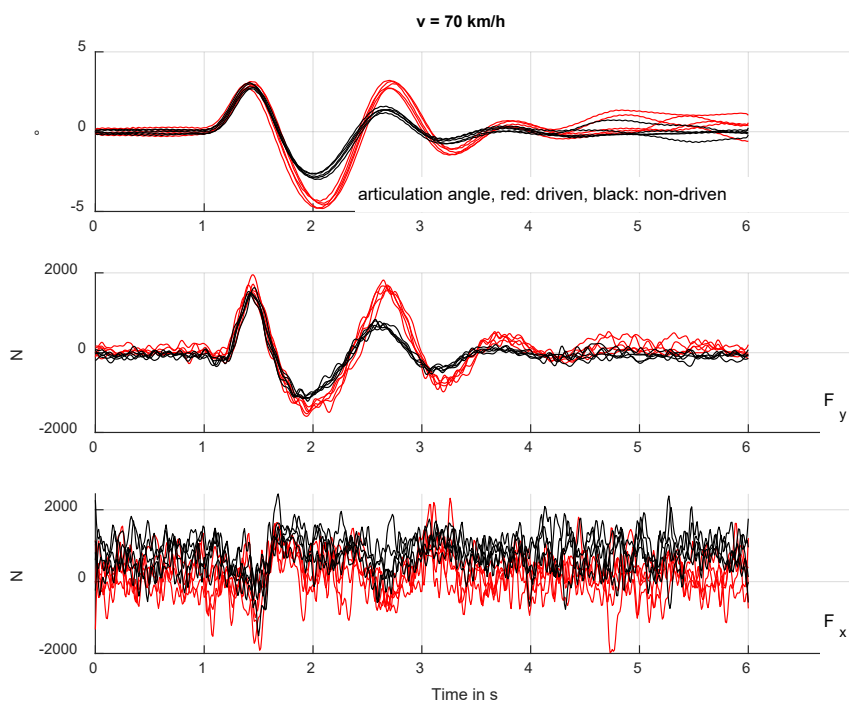 v = 70 km/h
5
0
-5
°
articulation angle, red: driven, black: non-driven
0 1 2 3 4 5 6
2000
0
-2000
N
F y
0 1 2 3 4 5 6
2000
0
-2000
N
F x
0 1 2 3 4 5 6
Time in s